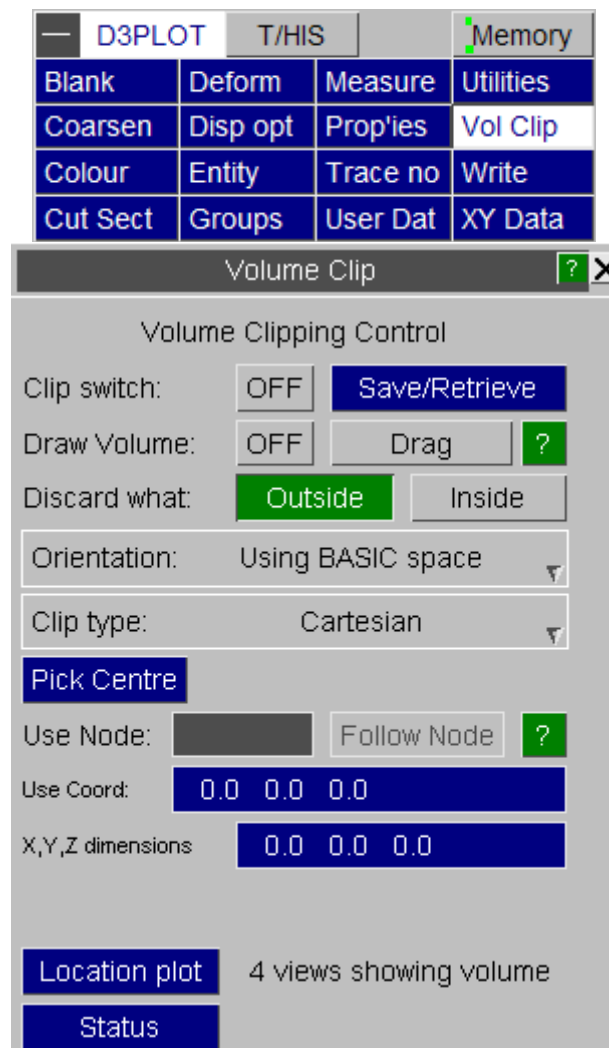 D3PLOT T/HIS Memory
Blank Deform Measure Utilities
Coarsen Disp opt Prop'ies Vol Clip
Colour Entity Trace no Write
Cut Sect Groups User Dat XY Data
Volume Clip ? X
Volume Clipping Control
Clip switch: OFF Save/Retrieve
Draw Volume: OFF Drag ?
Discard what: Outside Inside
Orientation: Using BASIC space
Clip type: Cartesian
Pick Centre
Use Node: Follow Node ?
Use Coord: 0.0 0.0 0.0
X,Y,Z dimensions 0.0 0.0 0.0
Location plot 4 views showing volume
Status